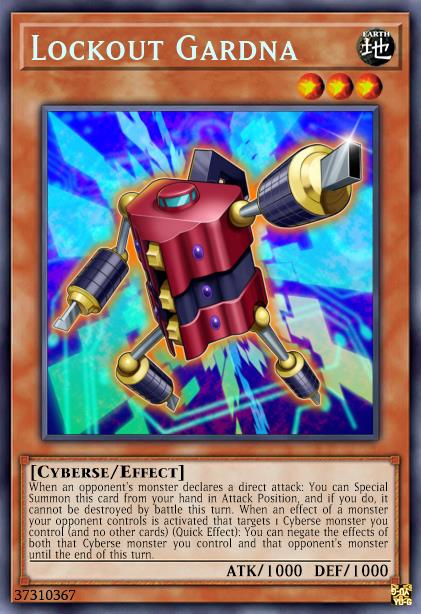 Lockout Gardna
EARTH
地
[Cyberse/Effect]
When an opponent's monster declares a direct attack: You can Special
Summon this card from your hand in Attack Position, and if you do, it
cannot be destroyed by battle this turn. When an effect of a monster
your opponent controls is activated that targets 1 Cyberse monster you
control (and no other cards) (Quick Effect): You can negate the effects of
both that Cyberse monster you control and that opponent's monster
until the end of this turn.
ATK/1000 DEF/1000
37310367